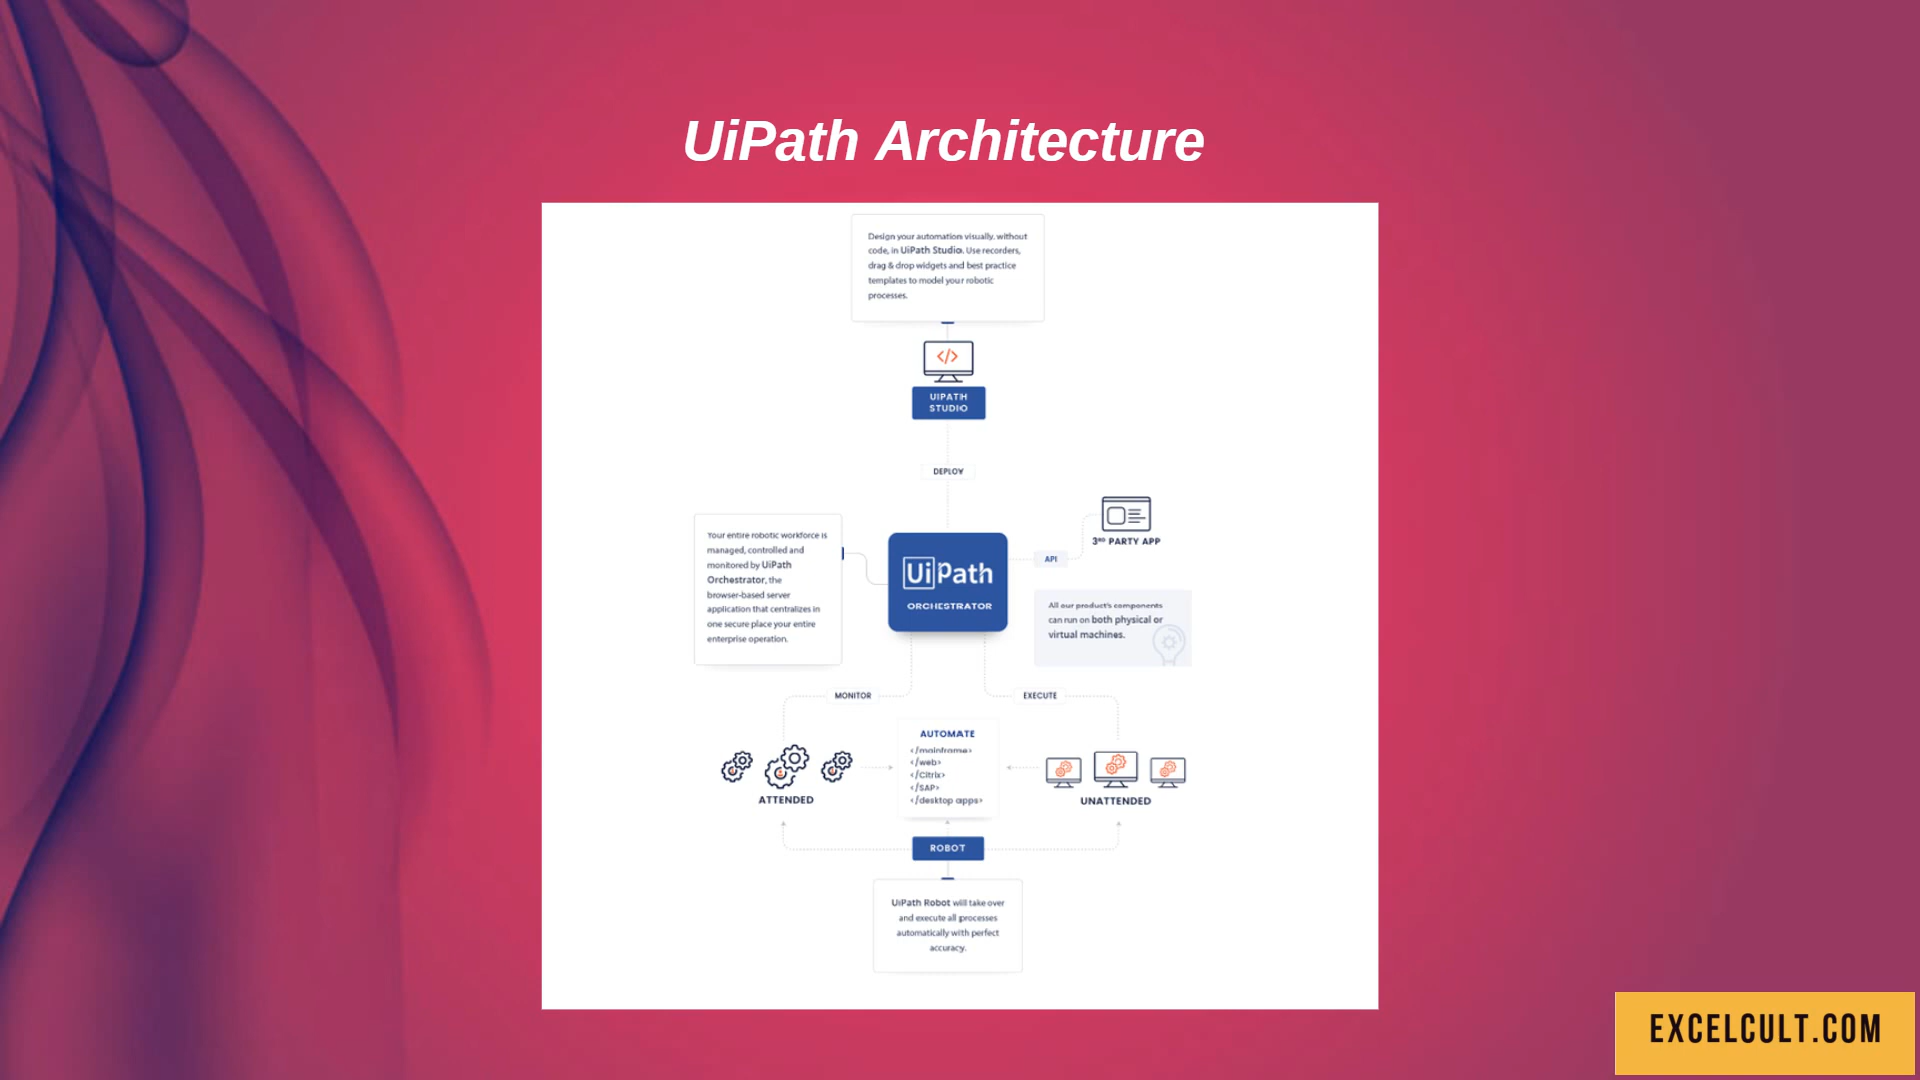 UiPath Architecture
Design your automation visually, without
code, in UiPath Studio. Use recorders,
drag & drop widgets and best practice
templates to model your robotic
processes.
</>
UIPATH
STUDIO
DEPLOY
Your entire robotic workforce is
managed, controlled and
monitored by UiPath
Orchestrator, the
browser-based server
application that centralizes in
one secure place your entire
enterprise operation.
UiPath
ORCHESTRATOR
API
3RD PARTY APP
All our product's components
can run on both physical or
virtual machines.
MONITOR
EXECUTE
ATTENDED
AUTOMATE
</mainframe>
</web>
</Citrix>
</SAP>
</desktop apps>
UNATTENDED
ROBOT
UiPath Robot will take over
and execute all processes
automatically with perfect
accuracy.
EXCELCULT.COM